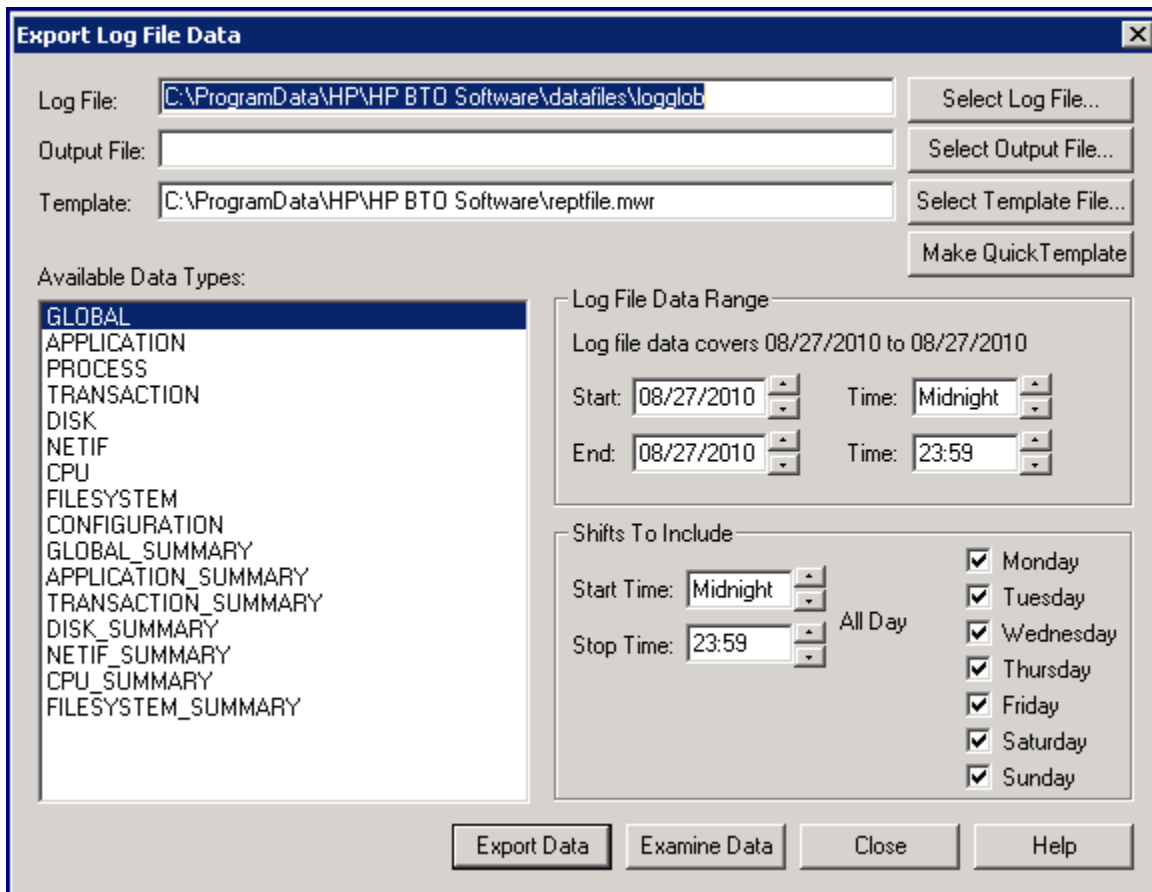 Export Log File Data
Log File: C:\ProgramData\HP\HP BTO Software\datafiles\logglob Select Log File...
Output File: Select Output File...
Template: C:\ProgramData\HP\HP BTO Software\reptfile.mwr Select Template File...
Make QuickTemplate
Available Data Types:
GLOBAL
APPLICATION
PROCESS
TRANSACTION
DISK
NETIF
CPU
FILESYSTEM
CONFIGURATION
GLOBAL_SUMMARY
APPLICATION_SUMMARY
TRANSACTION_SUMMARY
DISK_SUMMARY
NETIF_SUMMARY
CPU_SUMMARY
FILESYSTEM_SUMMARY
Log File Data Range
Log file data covers 08/27/2010 to 08/27/2010
Start: 08/27/2010 Time: Midnight
End: 08/27/2010 Time: 23:59
Shifts To Include
Start Time: Midnight
Stop Time: 23:59
All Day
Monday
Tuesday
Wednesday
Thursday
Friday
Saturday
Sunday
Export Data Examine Data Close Help